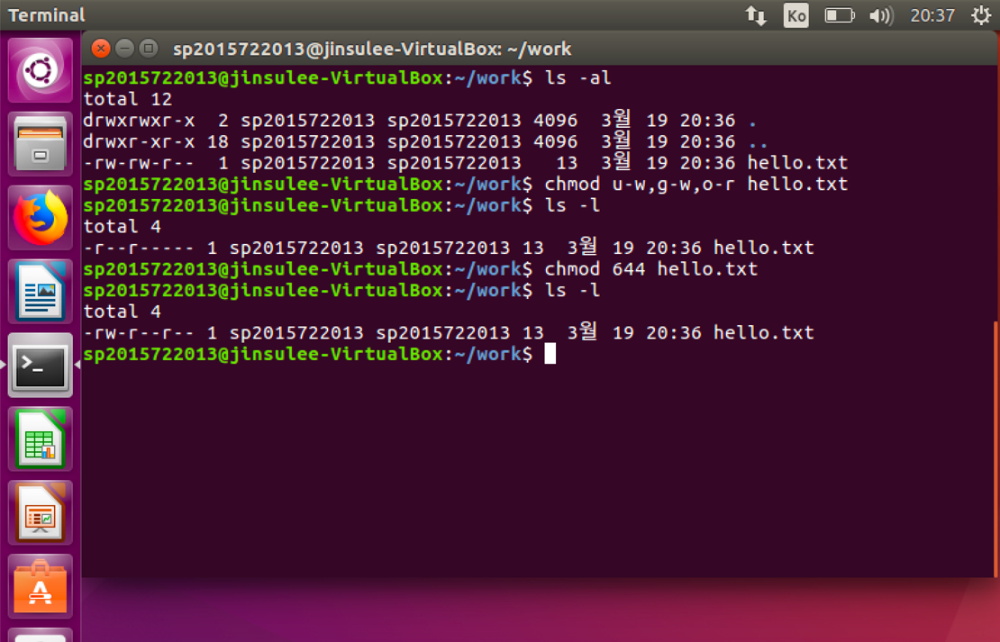 Terminal
Ko
20:37
sp2015722013@jinsulee-VirtualBox: ~/work
sp2015722013@jinsulee-VirtualBox:~/work$ ls -al
total 12
drwxrwxr-x  2 sp2015722013 sp2015722013 4096  3월 19 20:36 .
drwxr-xr-x 18 sp2015722013 sp2015722013 4096  3월 19 20:36 ..
-rw-rw-r--  1 sp2015722013 sp2015722013   13  3월 19 20:36 hello.txt
sp2015722013@jinsulee-VirtualBox:~/work$ chmod u-w,g-w,o-r hello.txt
sp2015722013@jinsulee-VirtualBox:~/work$ ls -l
total 4
-r--r----- 1 sp2015722013 sp2015722013 13  3월 19 20:36 hello.txt
sp2015722013@jinsulee-VirtualBox:~/work$ chmod 644 hello.txt
sp2015722013@jinsulee-VirtualBox:~/work$ ls -l
total 4
-rw-r--r-- 1 sp2015722013 sp2015722013 13  3월 19 20:36 hello.txt
sp2015722013@jinsulee-VirtualBox:~/work$